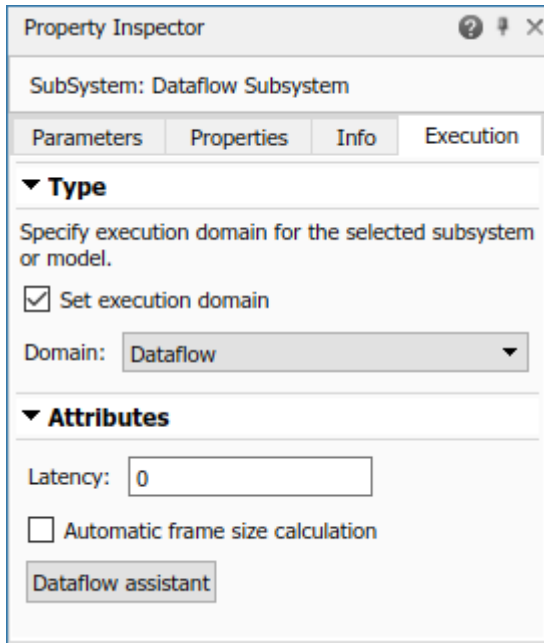 Property Inspector
SubSystem: Dataflow Subsystem
Parameters Properties Info Execution
Type
Specify execution domain for the selected subsystem
or model.
Set execution domain
Domain: Dataflow
Attributes
Latency: 0
Automatic frame size calculation
Dataflow assistant